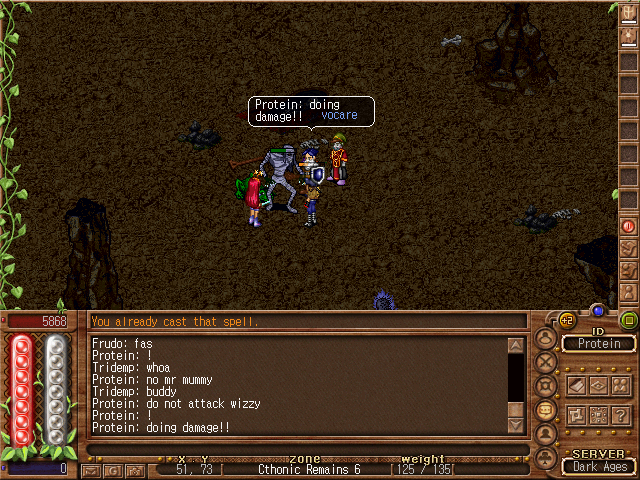 Protein: doing
damage!! vocare
5868
You already cast that spell.
+2
ID
Protein
Frudo: fas
Protein: !
Tridemp: whoa
Protein: no mr mummy
Tridemp: buddy
Protein: do not attack wizzy
Protein: !
Protein: doing damage!!
X Y zone weight
0
G
51, 73 [ Cthonic Remains 6 [125 / 135[
?
SERVER
Dark Ages